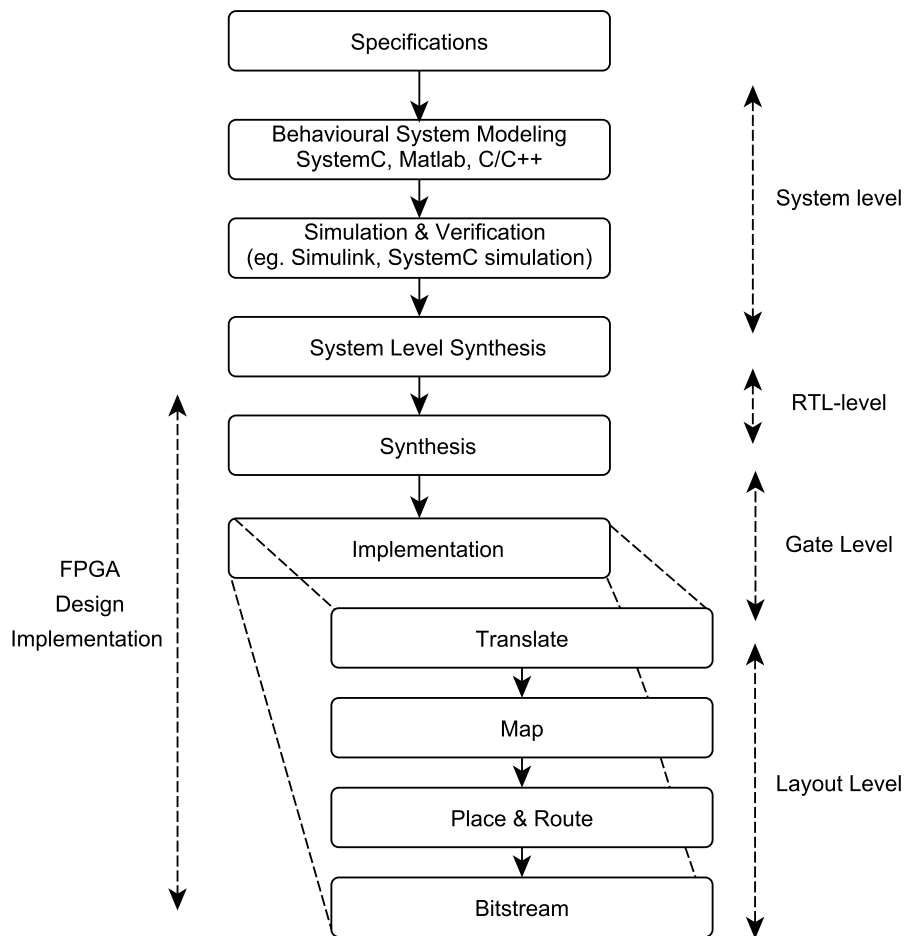 Specifications
Behavioural System Modeling
SystemC, Matlab, C/C++
System level
Simulation & Verification
(eg. Simulink, SystemC simulation)
System Level Synthesis
RTL-level
Synthesis
Implementation
Gate Level
FPGA
Design
Implementation
Translate
Map
Layout Level
Place & Route
Bitstream